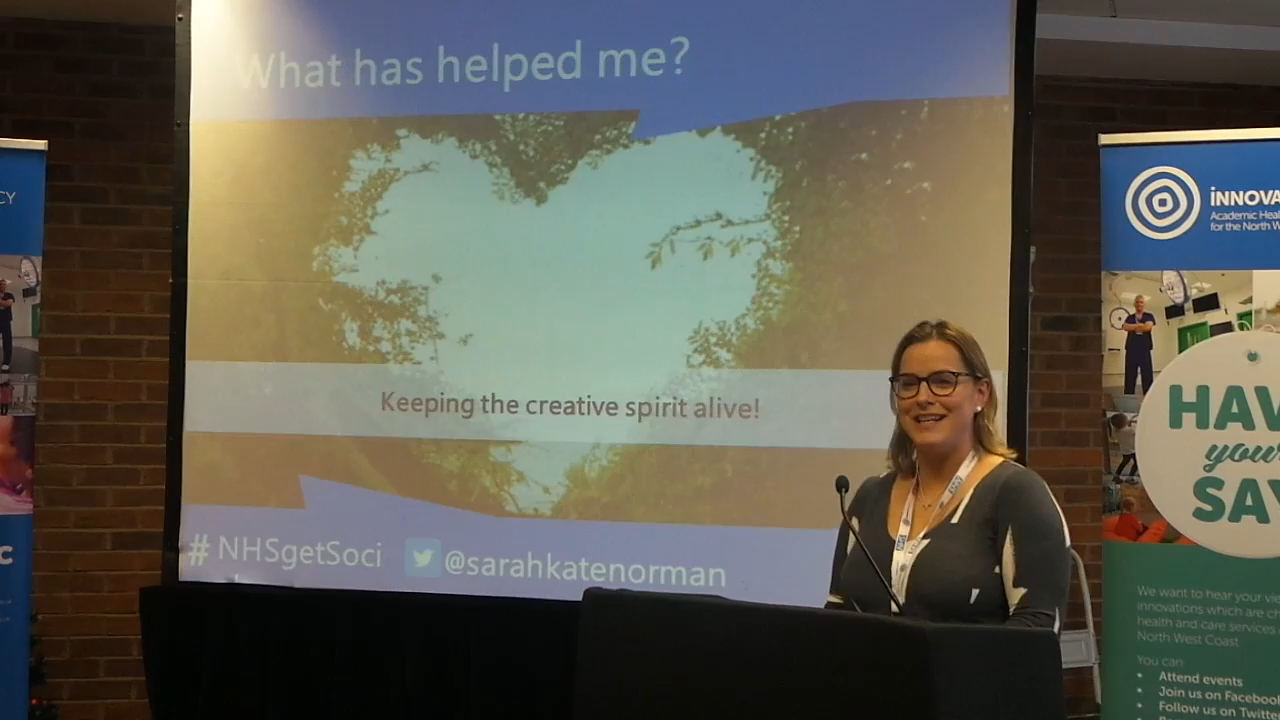 What has helped me?
Keeping the creative spirit alive!
# NHSgetSoci
@sarahkatenorman
CY
c
iNNOVA
Academic Hea
for the North W
HAV
your
SAY
We want to hear your vie
innovations which are ch
health and care services
North West Coast
You can
• Attend events
• Join us on Facebook
• Follow us on Twitte